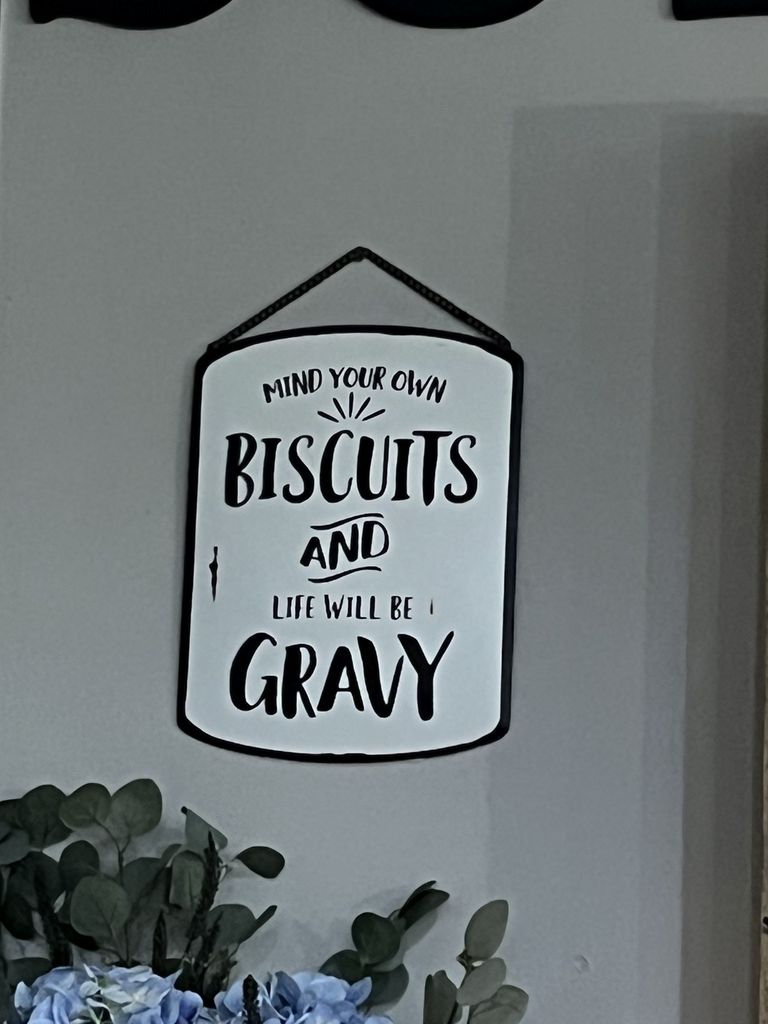 MIND YOUR OWN
BISCUITS
AND
LIFE WILL BE
GRAVY